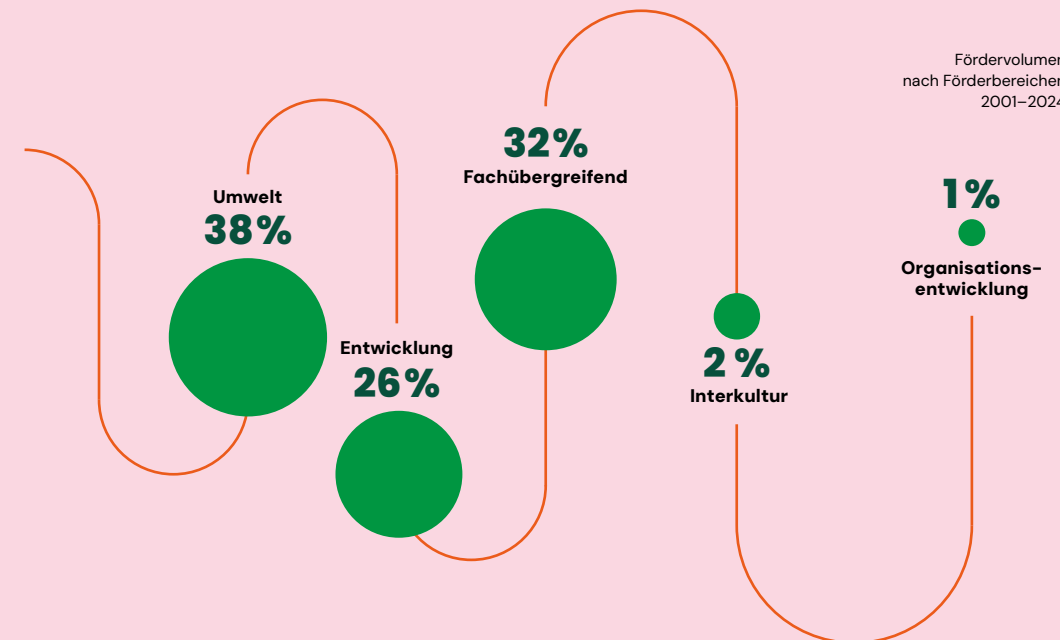 Umwelt
38%
Entwicklung
26%
32%
Fachübergreifend
2 %
Interkultur
Fördervolumen
nach Förderbereichen
2001–2024
1 %
Organisations-
entwicklung